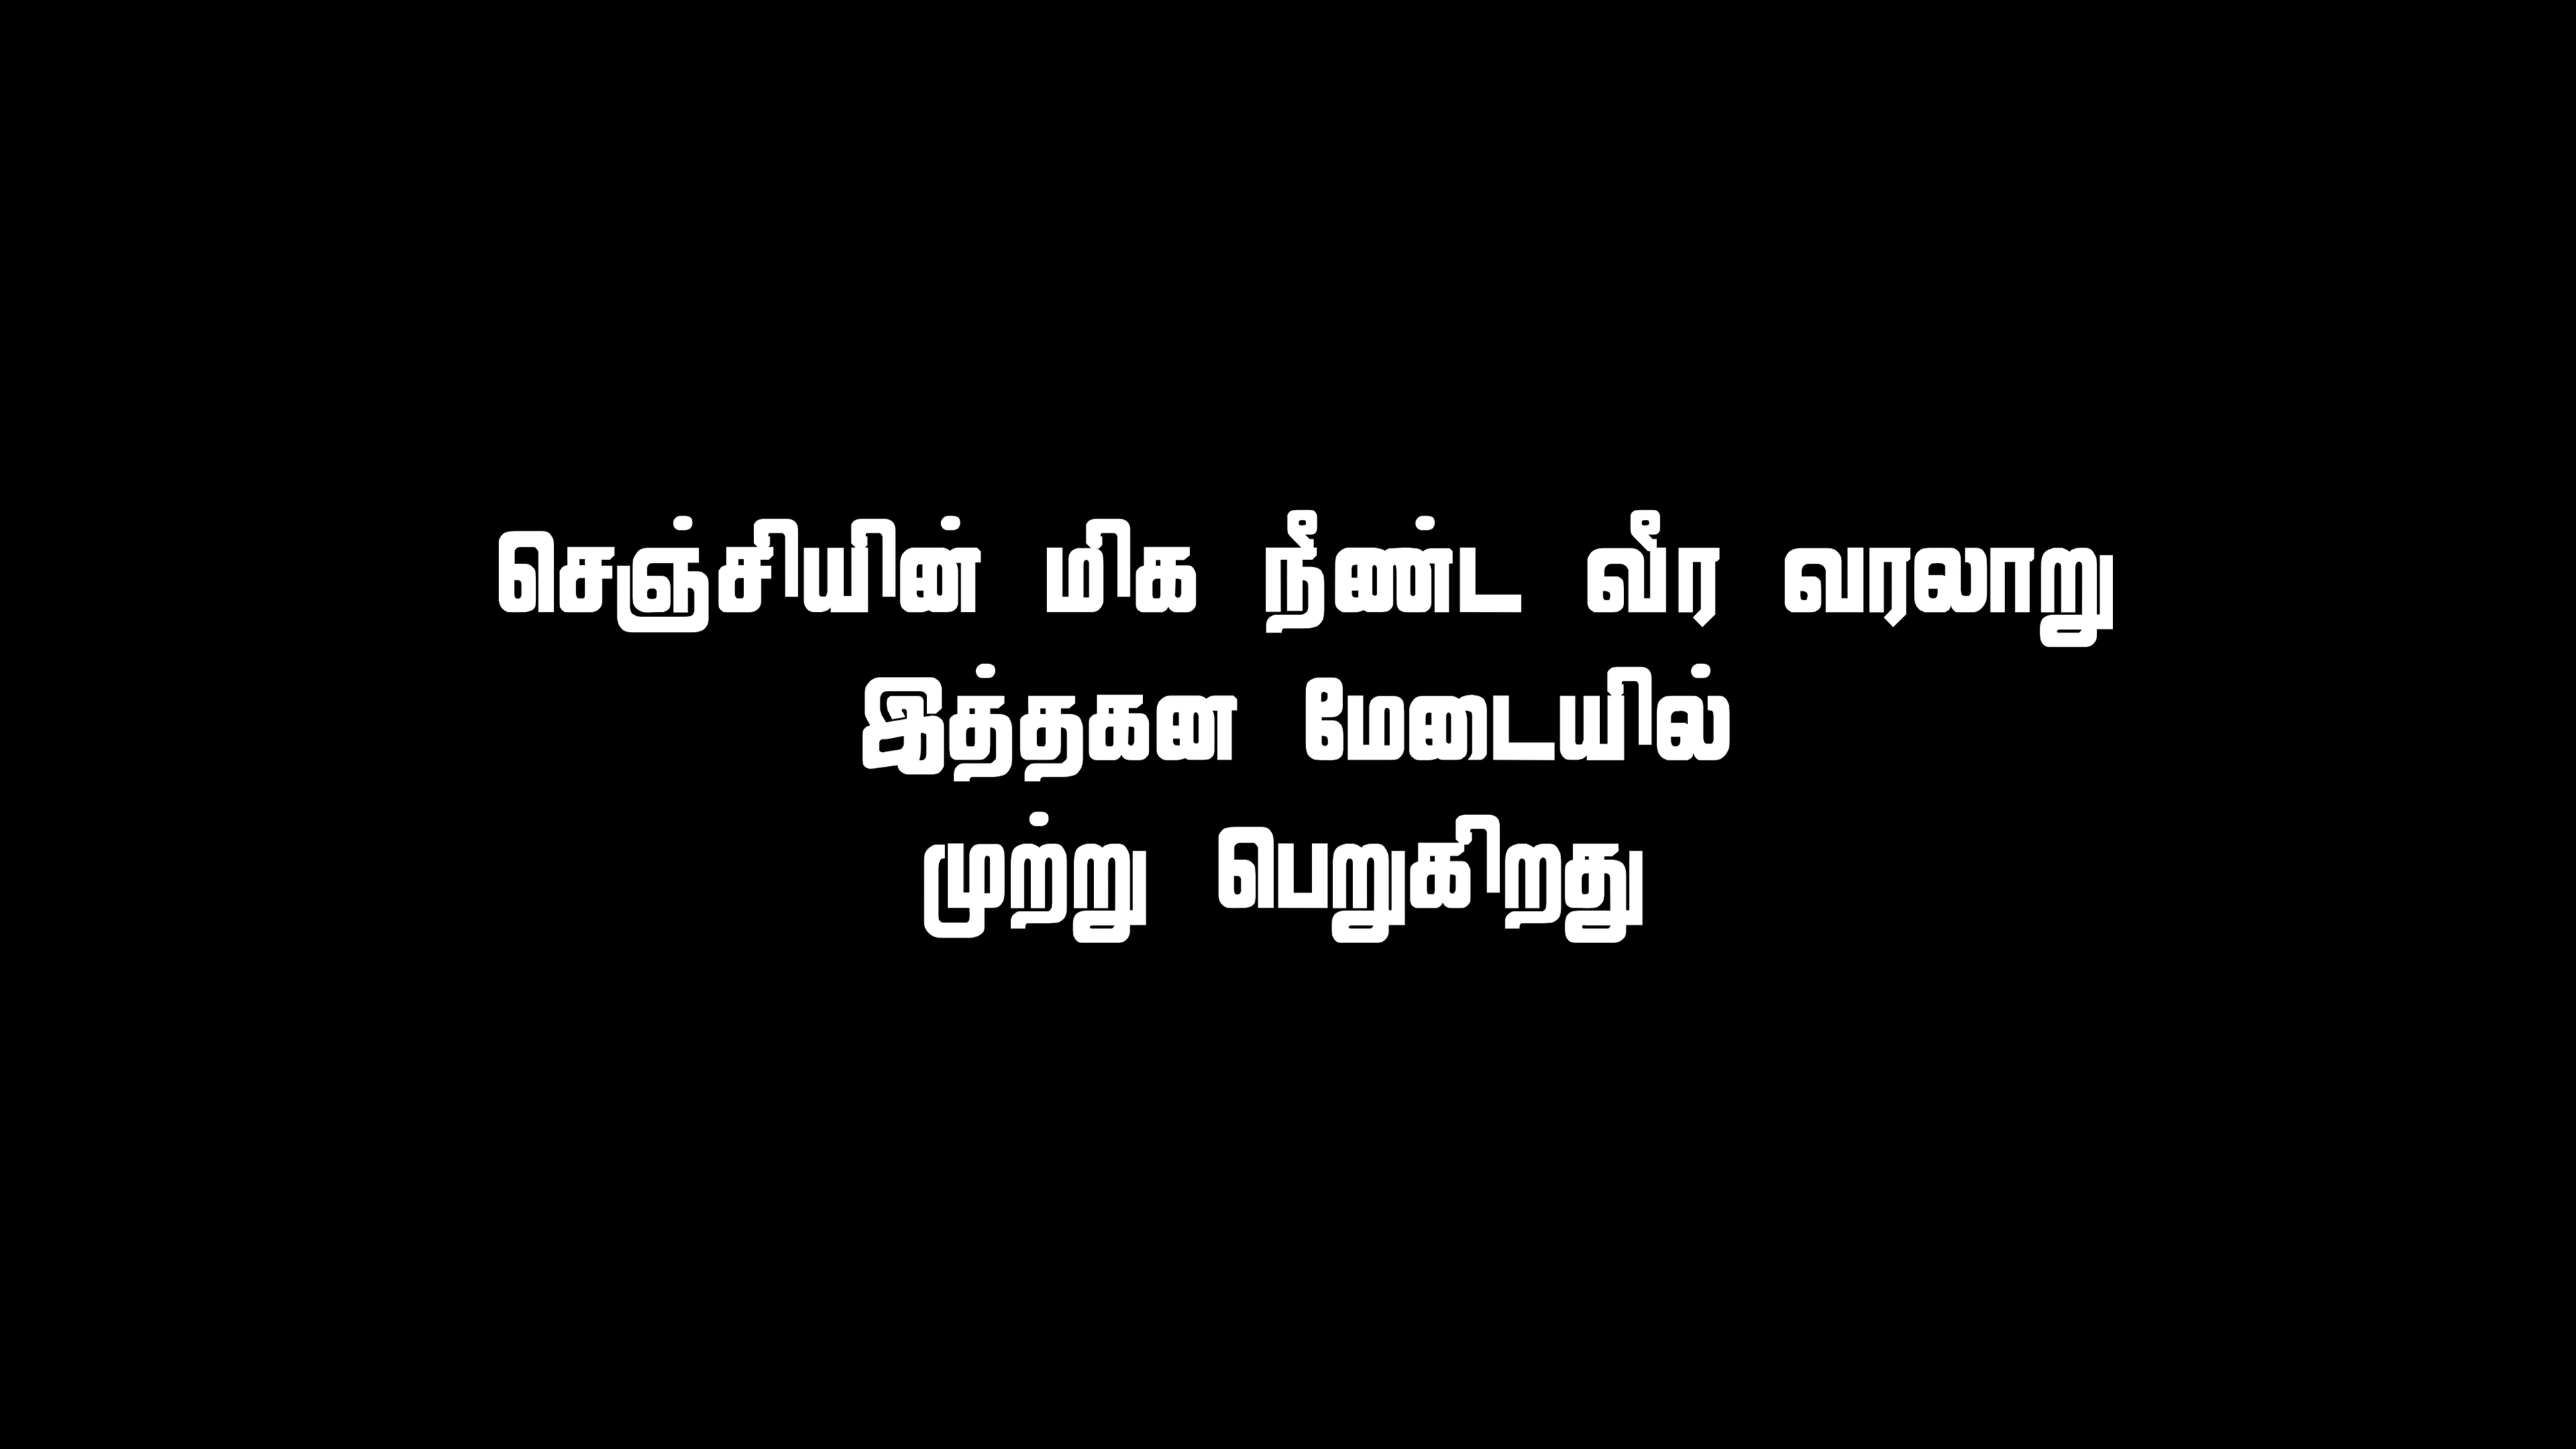 செஞ்சியின் மிக நீண்ட வீர வரலாறு
இத்தகன மேடையில்
முற்று பெறுகிறது